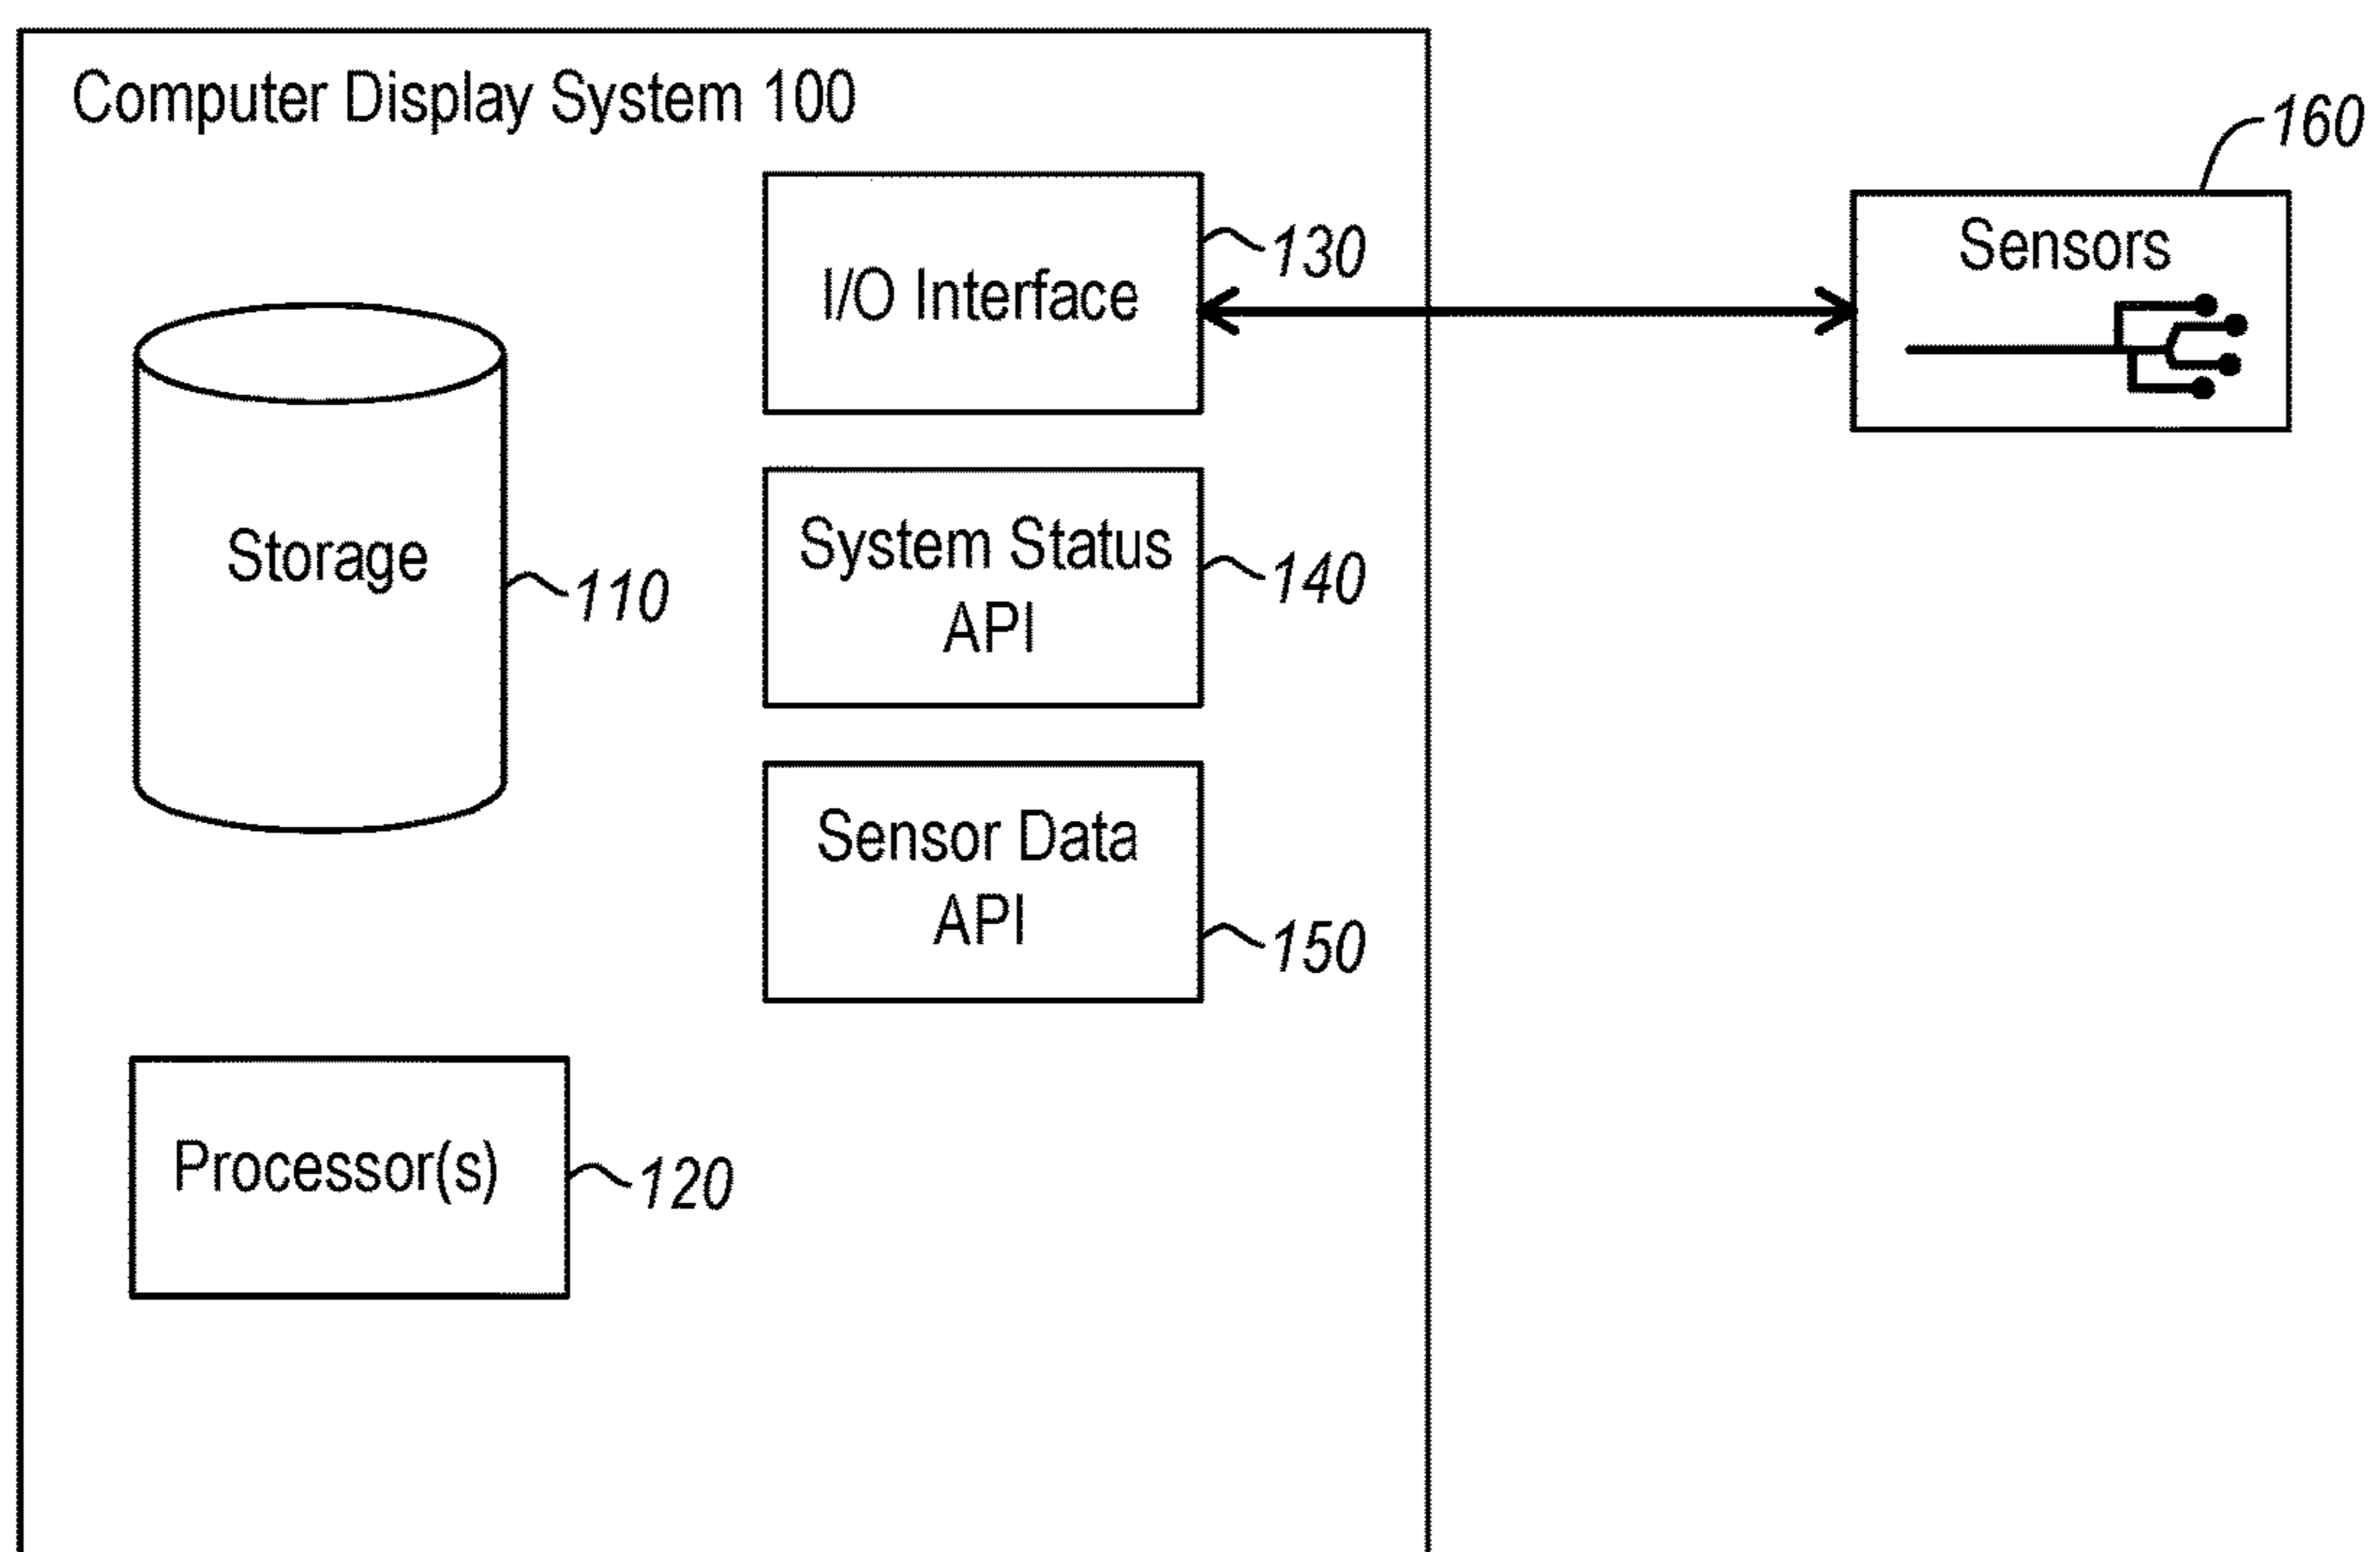 Computer Display System 100
160
Sensors
130
I/O Interface
System Status
API
140
Storage
110
Sensor Data
API
150
Processor(s)
120